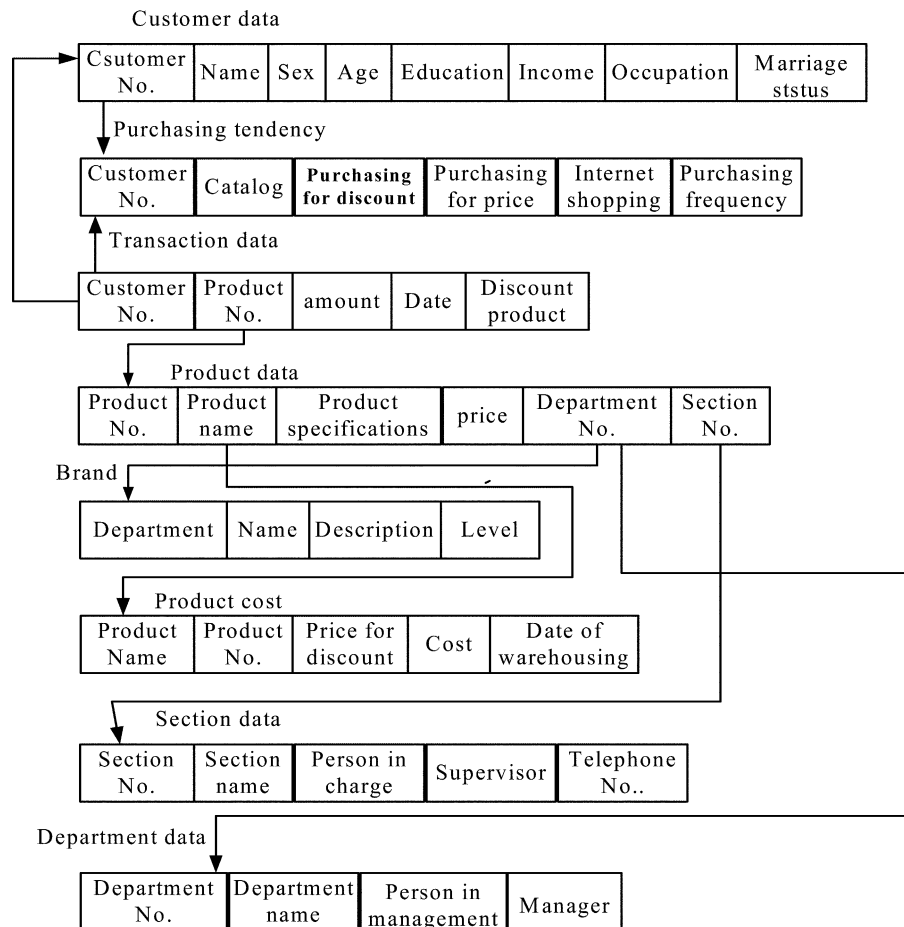 Customer data
Csutomer No. Name Sex Age Education Income Occupation Marriage ststus
Purchasing tendency
Customer No. Catalog Purchasing for discount Purchasing for price Internet shopping Purchasing frequency
Transaction data
Customer No. Product No. amount Date Discount product
Product data
Product No. Product name Product specifications price Department No. Section No.
Brand
Department Name Description Level
Product cost
Product Name Product No. Price for discount Cost Date of warehousing
Section data
Section No. Section name Person in charge Supervisor Telephone No..
Department data
Department No. Department name Person in management Manager